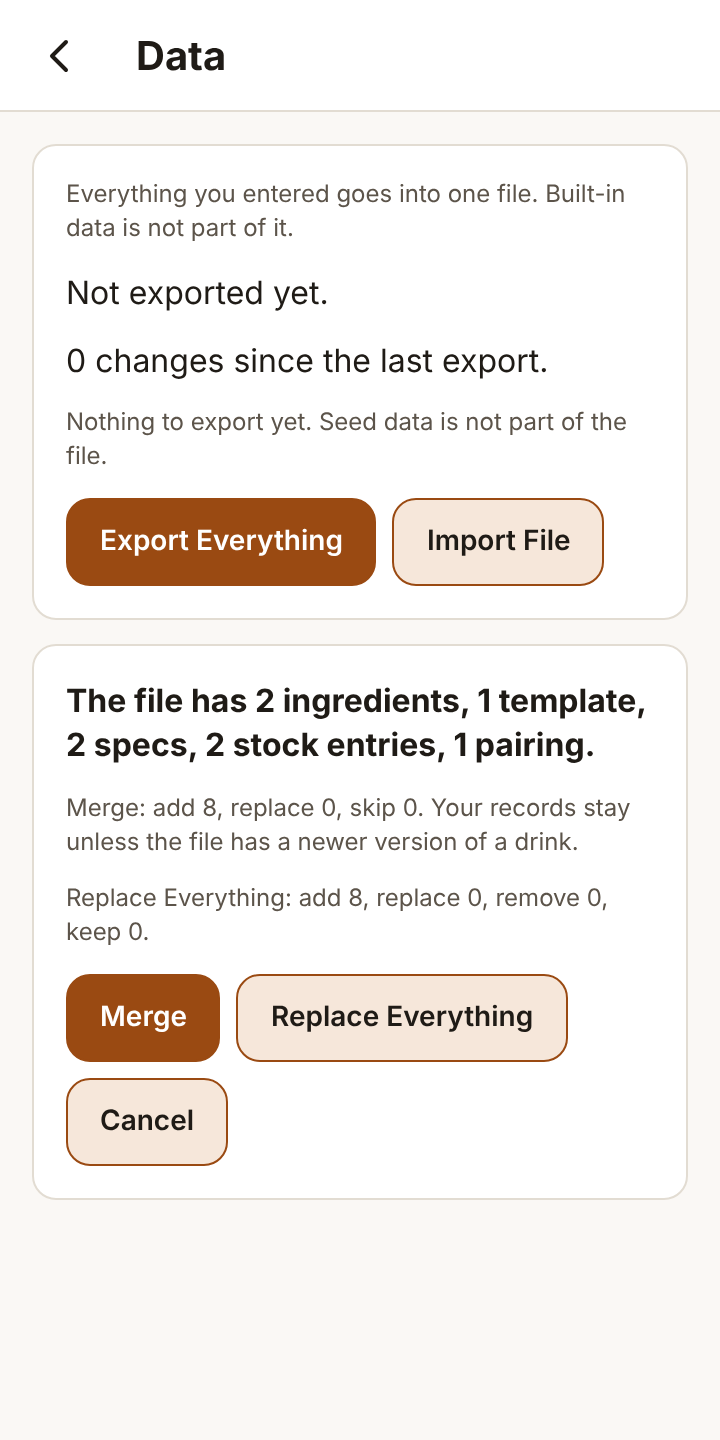 Data
Everything you entered goes into one file. Built-in
data is not part of it.
Not exported yet.
0 changes since the last export.
Nothing to export yet. Seed data is not part of the
file.
Export Everything
Import File
The file has 2 ingredients, 1 template,
2 specs, 2 stock entries, 1 pairing.
Merge: add 8, replace 0, skip 0. Your records stay
unless the file has a newer version of a drink.
Replace Everything: add 8, replace 0, remove 0,
keep 0.
Merge
Replace Everything
Cancel